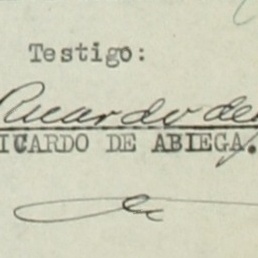 Testigo:
Ricardo de
ICARDO DE ABIEGA.